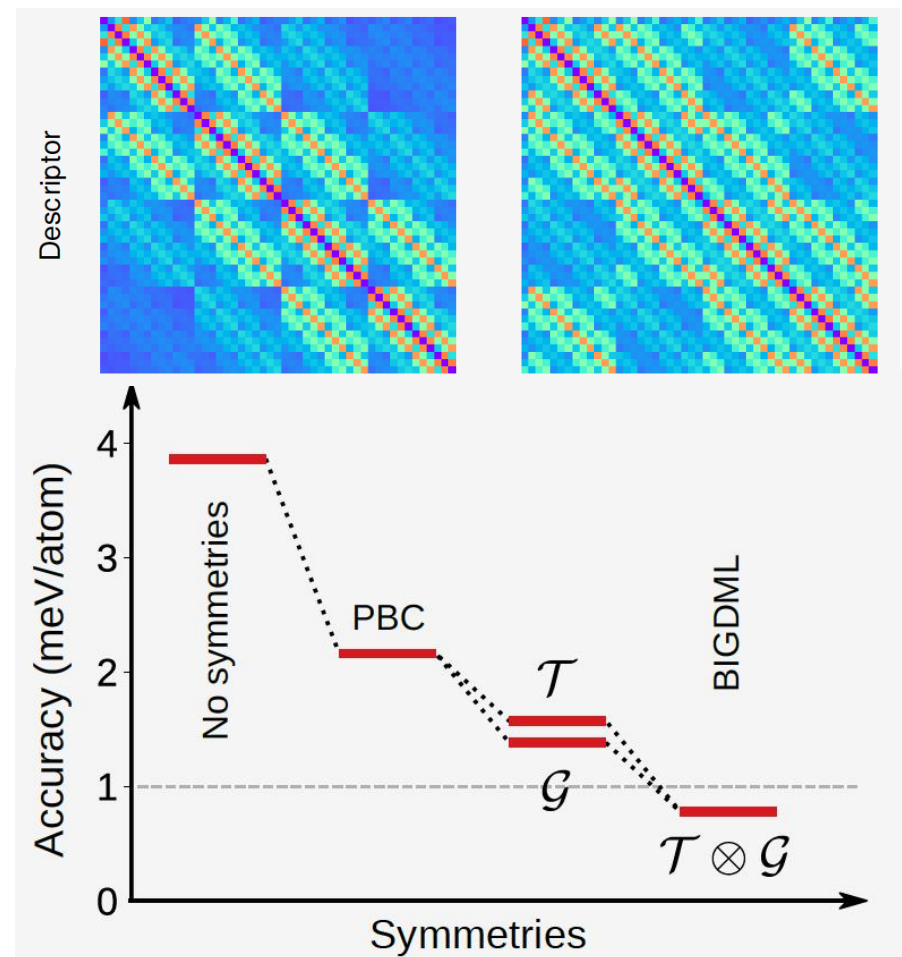 Descriptor
Accuracy (meV/atom)
4
3
2
1
0
No symmetries
PBC
𝒯
𝒢
BIGDML
𝒯 ⊗ 𝒢
Symmetries